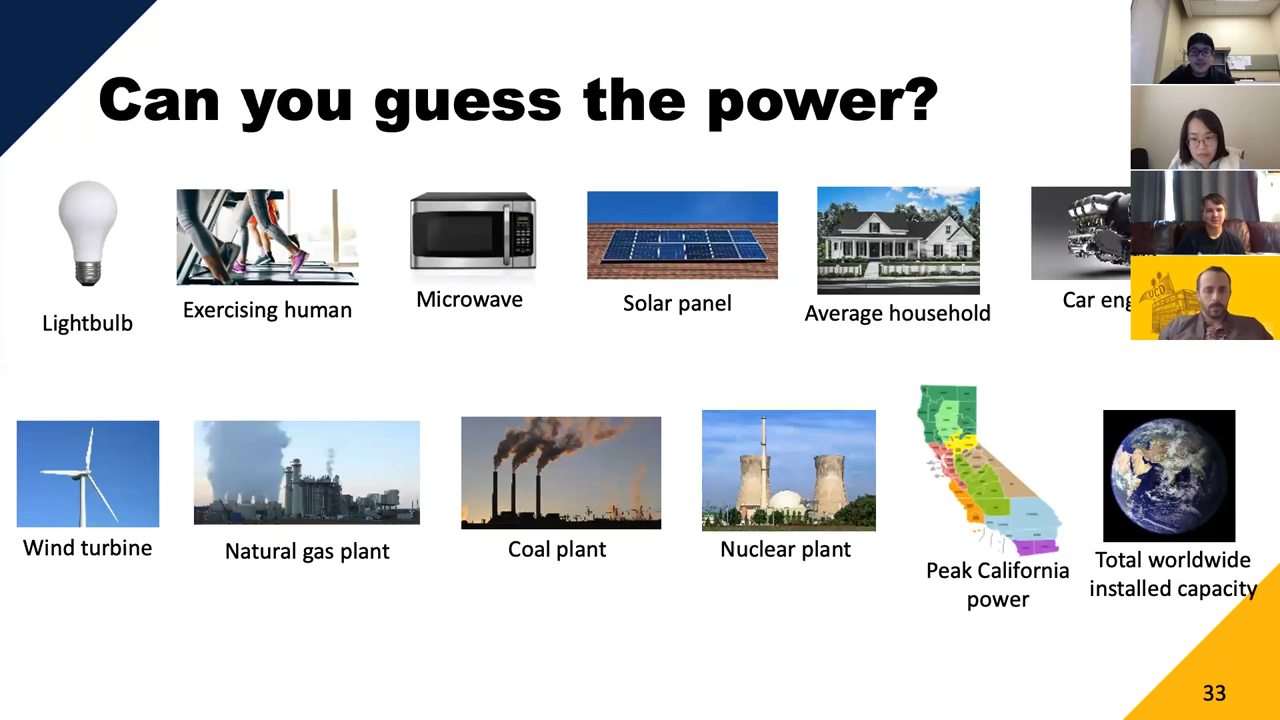 Can you guess the power?
Lightbulb
Exercising human
Microwave
Solar panel
Average household
Car eng
UCD
Wind turbine
Natural gas plant
Coal plant
Nuclear plant
Peak California
power
Total worldwide
installed capacity
33